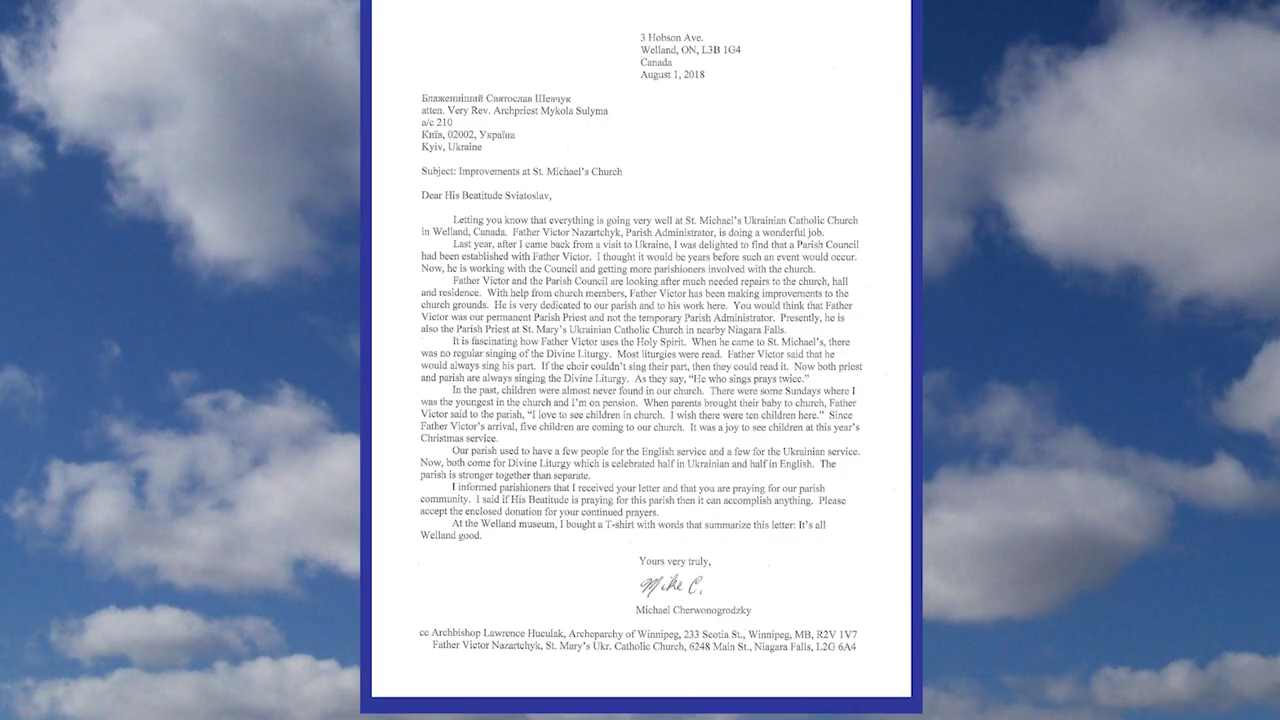 3 Hobson Ave.
Welland, ON, L3B 1G4
Canada
August 1, 2018
Блаженніший Святослав Шевчук
atten. Very Rev. Archpriest Mykola Sulyma
a/c 210
Київ, 02002, Україна
Kyiv, Ukraine
Subject: Improvements at St. Michael's Church
Dear His Beatitude Sviatoslav,
Letting you know that everything is going very well at St. Michael's Ukrainian Catholic Church
in Welland, Canada. Father Victor Nazartchyk, Parish Administrator, is doing a wonderful job.
Last year, after I came back from a visit to Ukraine, I was delighted to find that a Parish Council
had been established with Father Victor. I thought it would be years before such an event would occur.
Now, he is working with the Council and getting more parishioners involved with the church.
Father Victor and the Parish Council are looking after much needed repairs to the church, hall
and residence. With help from church members, Father Victor has been making improvements to the
church grounds. He is very dedicated to our parish and to his work here. You would think that Father
Victor was our permanent Parish Priest and not the temporary Parish Administrator. Presently, he is
also the Parish Priest at St. Mary's Ukrainian Catholic Church in nearby Niagara Falls.
It is fascinating how Father Victor uses the Holy Spirit. When he came to St. Michael's, there
was no regular singing of the Divine Liturgy. Most liturgies were read. Father Victor said that he
would always sing his part. If the choir couldn't sing their part, then they could read it. Now both priest
and parish are always singing the Divine Liturgy. As they say, "He who sings prays twice."
In the past, children were almost never found in our church. There were some Sundays where I
was the youngest in the church and I'm on pension. When parents brought their baby to church, Father
Victor said to the parish, "I love to see children in church. I wish there were ten children here." Since
Father Victor's arrival, five children are coming to our church. It was a joy to see children at this year's
Christmas service.
Our parish used to have a few people for the English service and a few for the Ukrainian service.
Now, both come for Divine Liturgy which is celebrated half in Ukrainian and half in English. The
parish is stronger together than separate.
I informed parishioners that I received your letter and that you are praying for our parish
community. I said if His Beatitude is praying for this parish then it can accomplish anything. Please
accept the enclosed donation for your continued prayers.
At the Welland museum, I bought a T-shirt with words that summarize this letter: It's all
Welland good.
Yours very truly,
Mike C.
Michael Cherwonogrodzky
cc Archbishop Lawrence Huculak, Archeparchy of Winnipeg, 233 Scotia St., Winnipeg, MB, R2V 1V7
Father Victor Nazartchyk, St. Mary's Ukr. Catholic Church, 6248 Main St., Niagara Falls, L2G 6A4